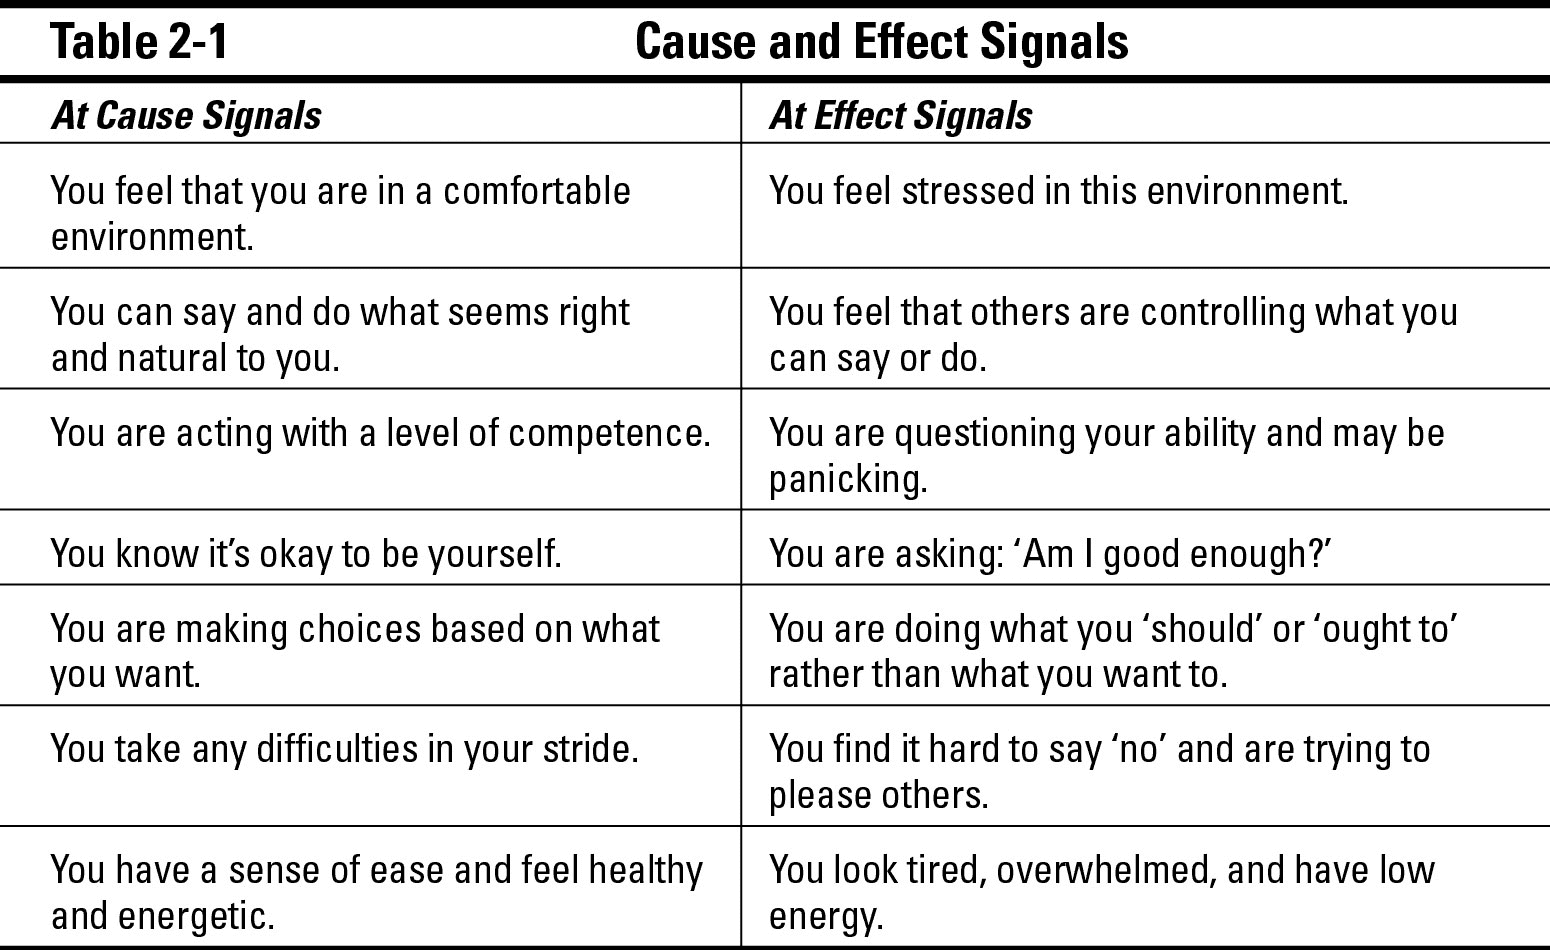 Table 2-1 Cause and Effect Signals
At Cause Signals At Effect Signals
You feel that you are in a comfortable You feel stressed in this environment.
environment.
You can say and do what seems right You feel that others are controlling what you
and natural to you. can say or do.
You are acting with a level of competence. You are questioning your ability and may be
panicking.
You know it’s okay to be yourself. You are asking: ‘Am I good enough?’
You are making choices based on what You are doing what you ‘should’ or ‘ought to’
you want. rather than what you want to.
You take any difficulties in your stride. You find it hard to say ‘no’ and are trying to
please others.
You have a sense of ease and feel healthy You look tired, overwhelmed, and have low
and energetic. energy.